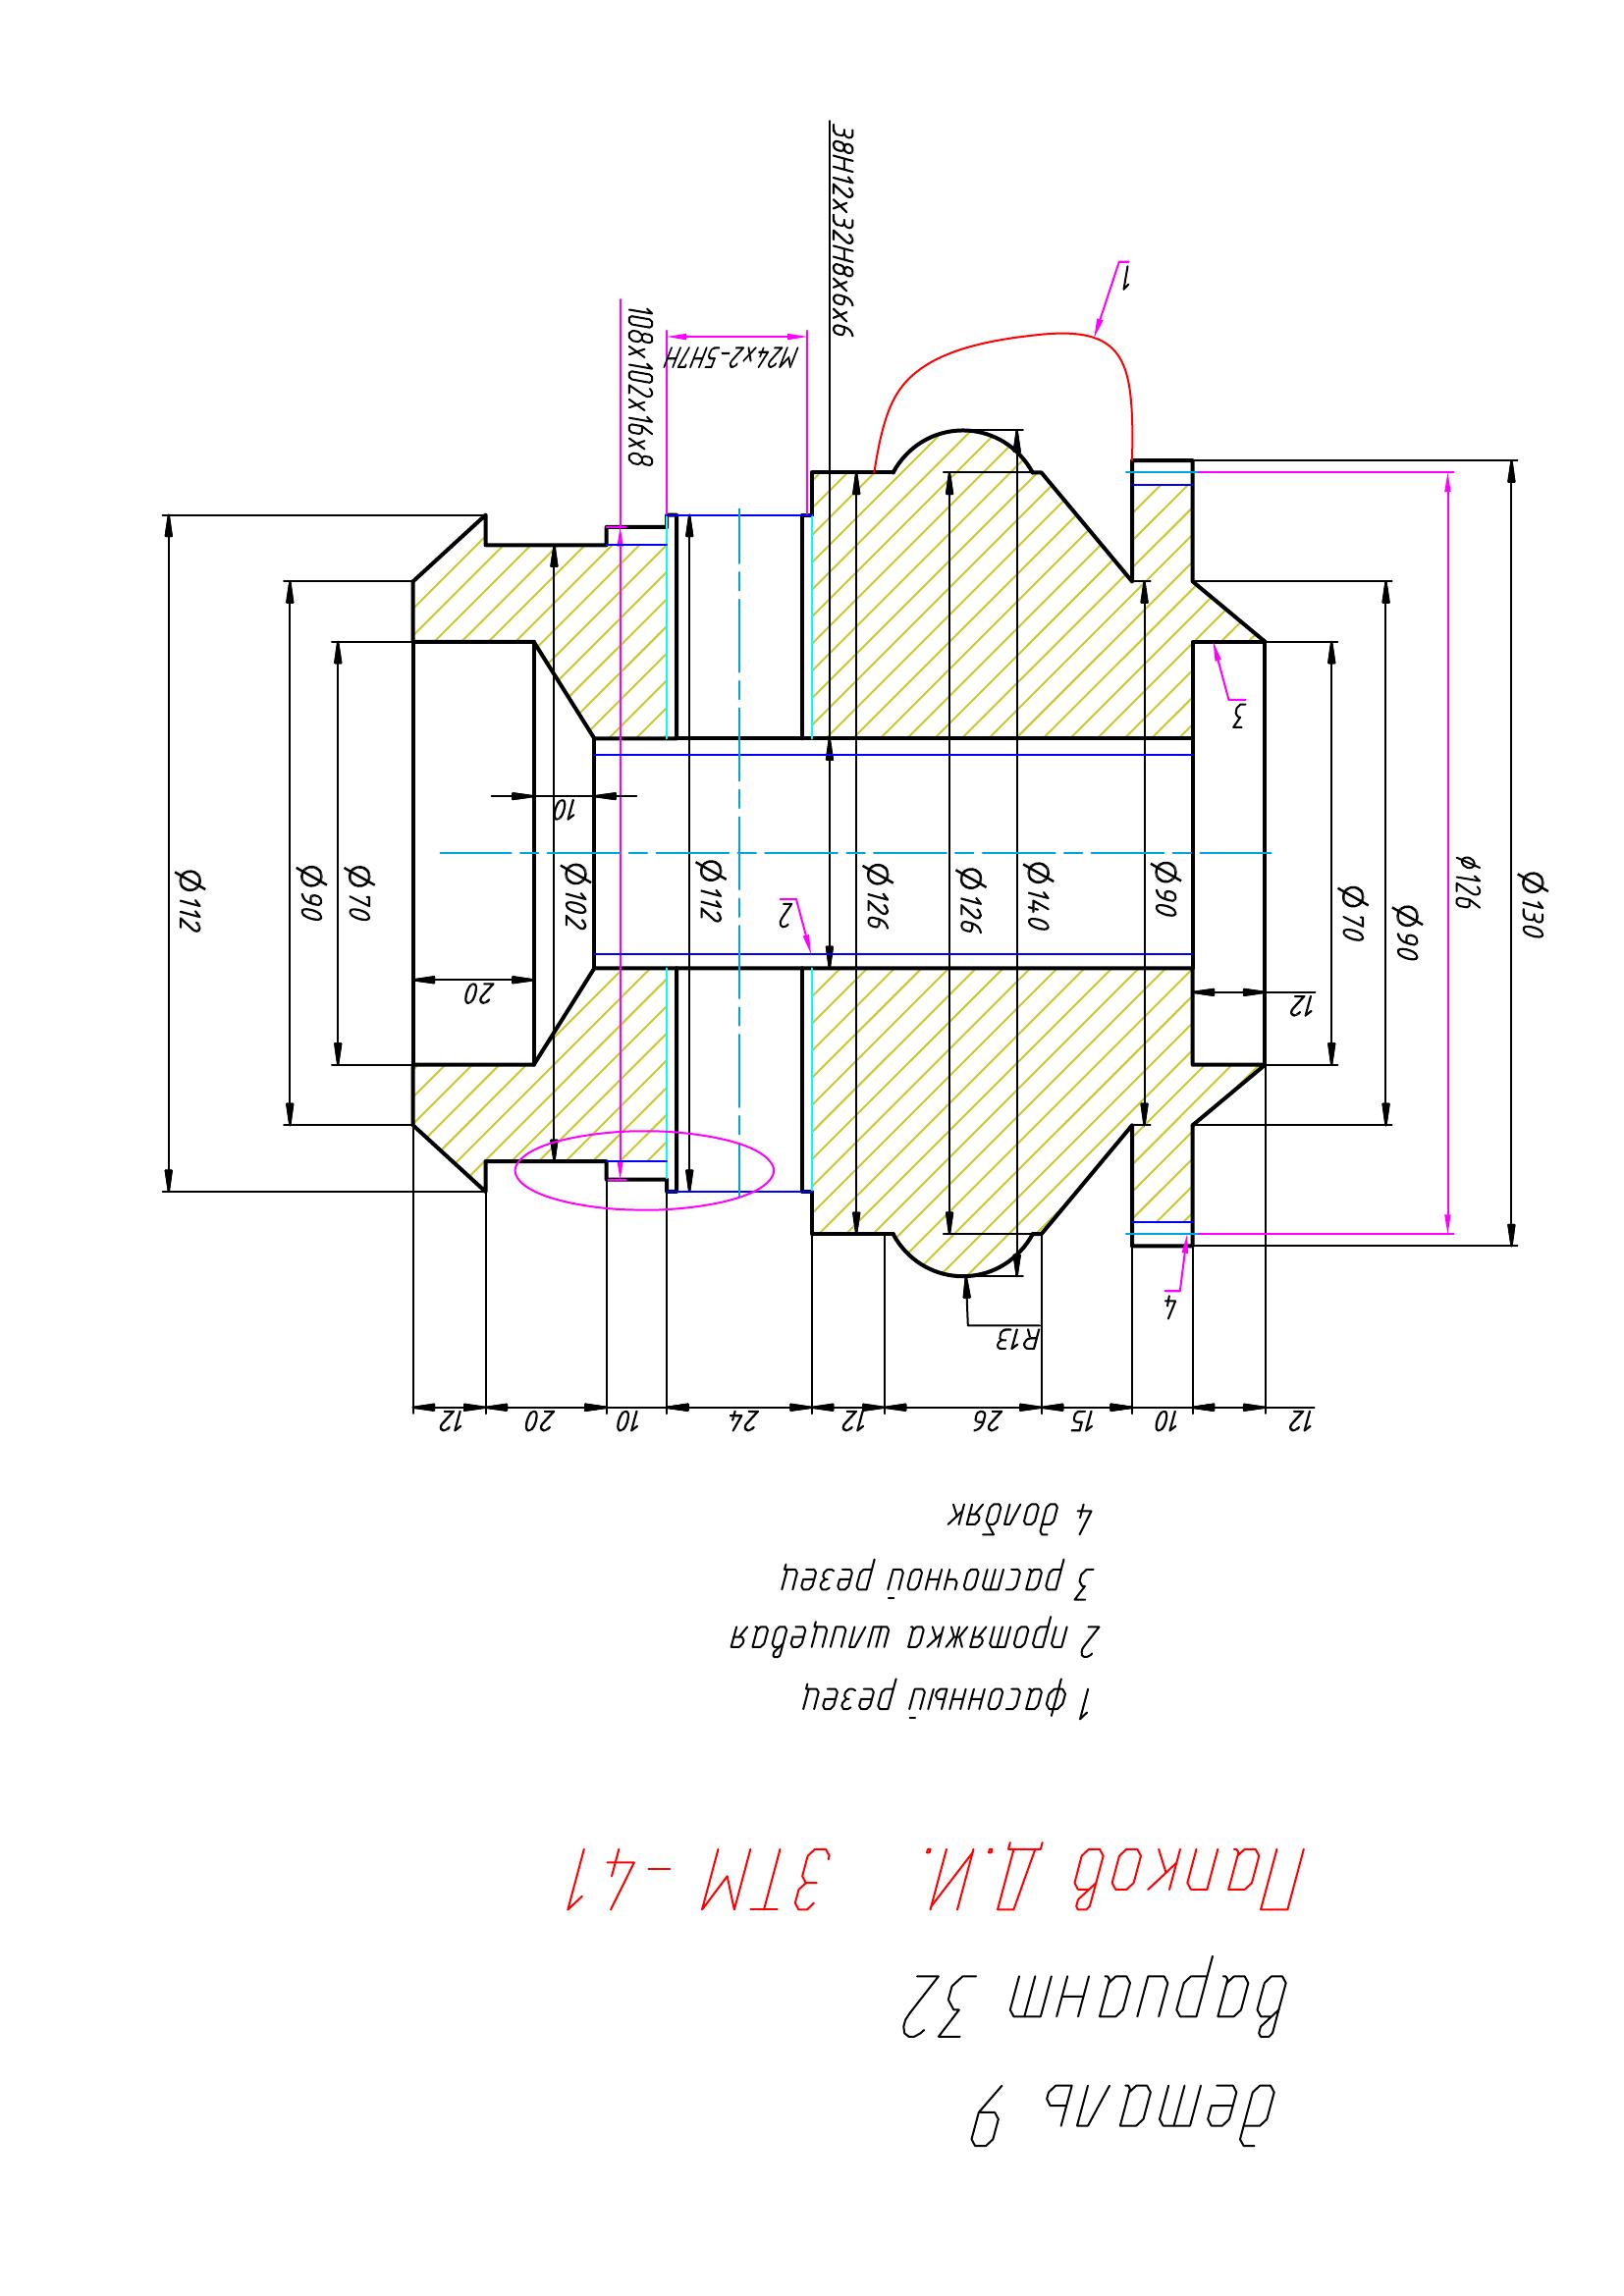 деталь 9
вариант 32
Папков Д.И. ЗТМ - 41
1 фасонный резец
2 протяжка шлицевая
3 расточной резец
4 долбяк
12
10
15
26
12
24
10
20
12
R13
4
Ø130
ø126
Ø90
Ø70
12
Ø90
Ø140
Ø126
Ø126
2
Ø112
Ø102
20
Ø70
Ø90
Ø112
10
3
1
M24x2-5H7H
38H12x32H8x6x6
108x102x16x8